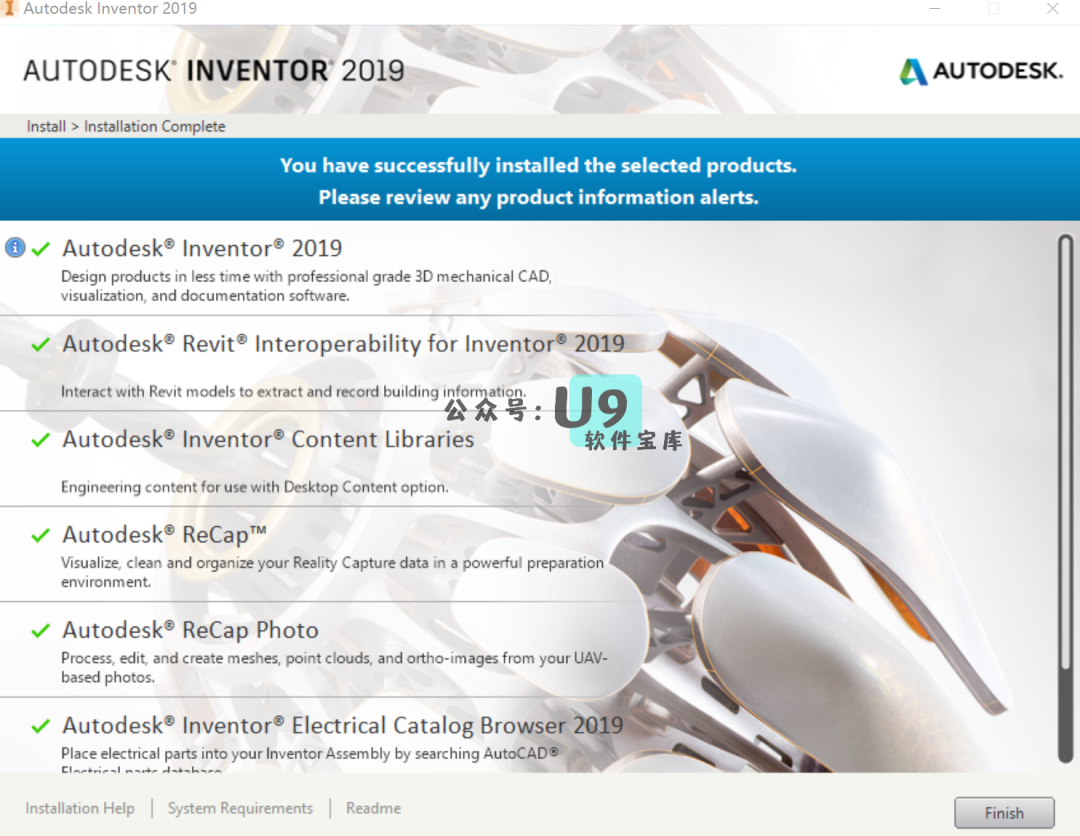 Autodesk Inventor 2019
AUTODESK® INVENTOR® 2019
AUTODESK.
Install > Installation Complete
You have successfully installed the selected products.
Please review any product information alerts.
Autodesk® Inventor® 2019
Design products in less time with professional grade 3D mechanical CAD,
visualization, and documentation software.
Autodesk® Revit® Interoperability for Inventor® 2019
Interact with Revit models to extract and record building information.
公众号：U9
软件宝库
Autodesk® Inventor® Content Libraries
Engineering content for use with Desktop Content option.
Autodesk® ReCap™
Visualize, clean and organize your Reality Capture data in a powerful preparation
environment.
Autodesk® ReCap Photo
Process, edit, and create meshes, point clouds, and ortho-images from your UAV-
based photos.
Autodesk® Inventor® Electrical Catalog Browser 2019
Place electrical parts into your Inventor Assembly by searching AutoCAD®
Electrical parts database.
Installation Help
System Requirements
Readme
Finish